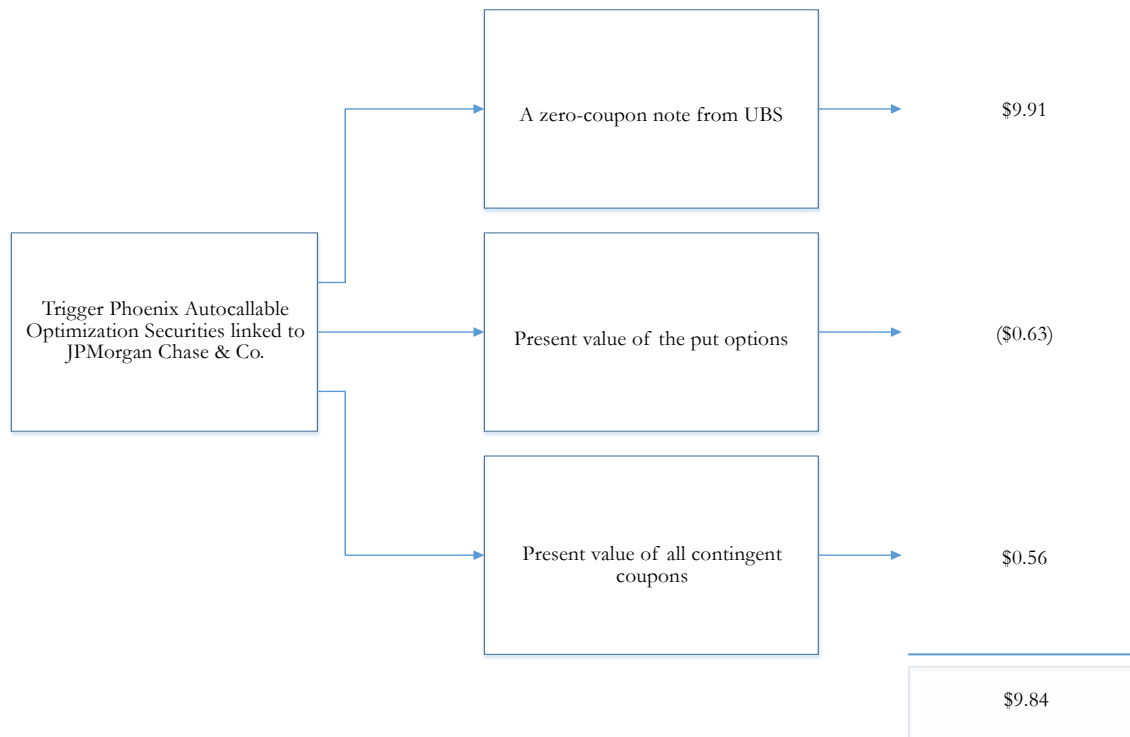 A zero-coupon note from UBS
$9.91
Trigger Phoenix Autocallable
Optimization Securities linked to
JPMorgan Chase & Co.
Present value of the put options
($0.63)
Present value of all contingent
coupons
$0.56
$9.84